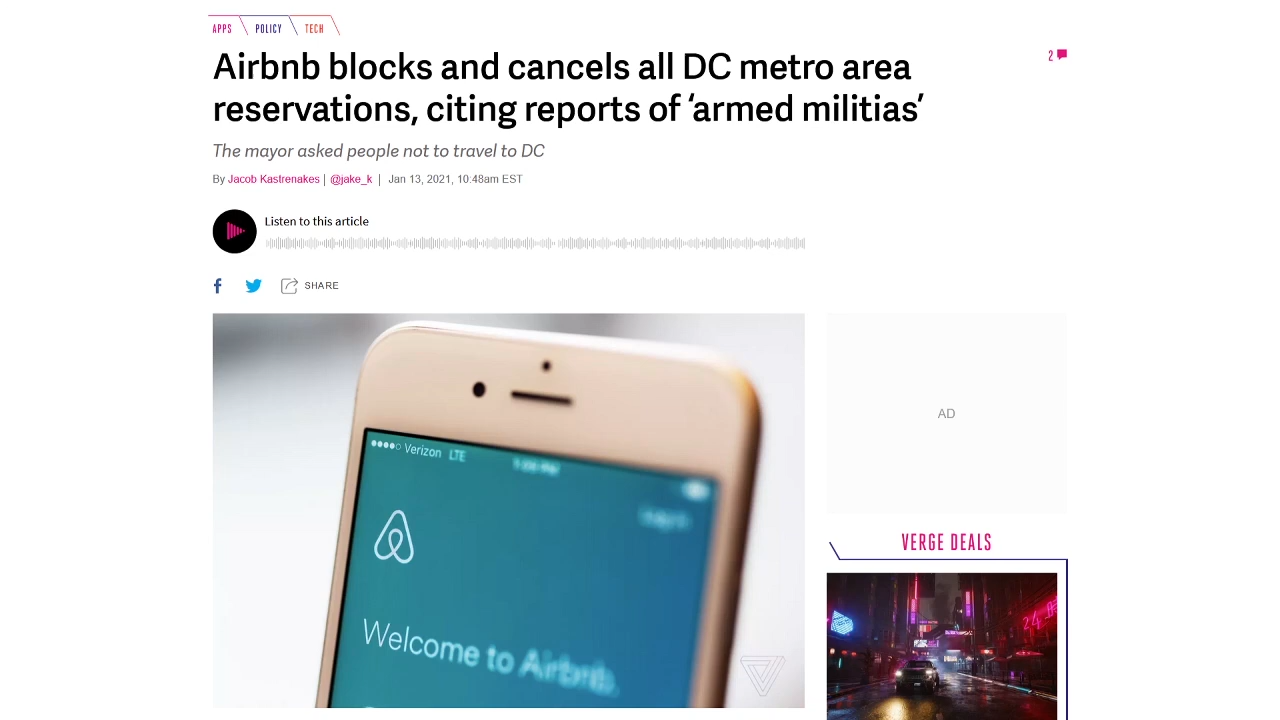 APPS
POLICY
TECH
Airbnb blocks and cancels all DC metro area
reservations, citing reports of ‘armed militias’
2
The mayor asked people not to travel to DC
By Jacob Kastrenakes | @jake_k | Jan 13, 2021, 10:48am EST
Listen to this article
SHARE
Verizon LTE
Log in
Welcome to Airbnb.
AD
VERGE DEALS